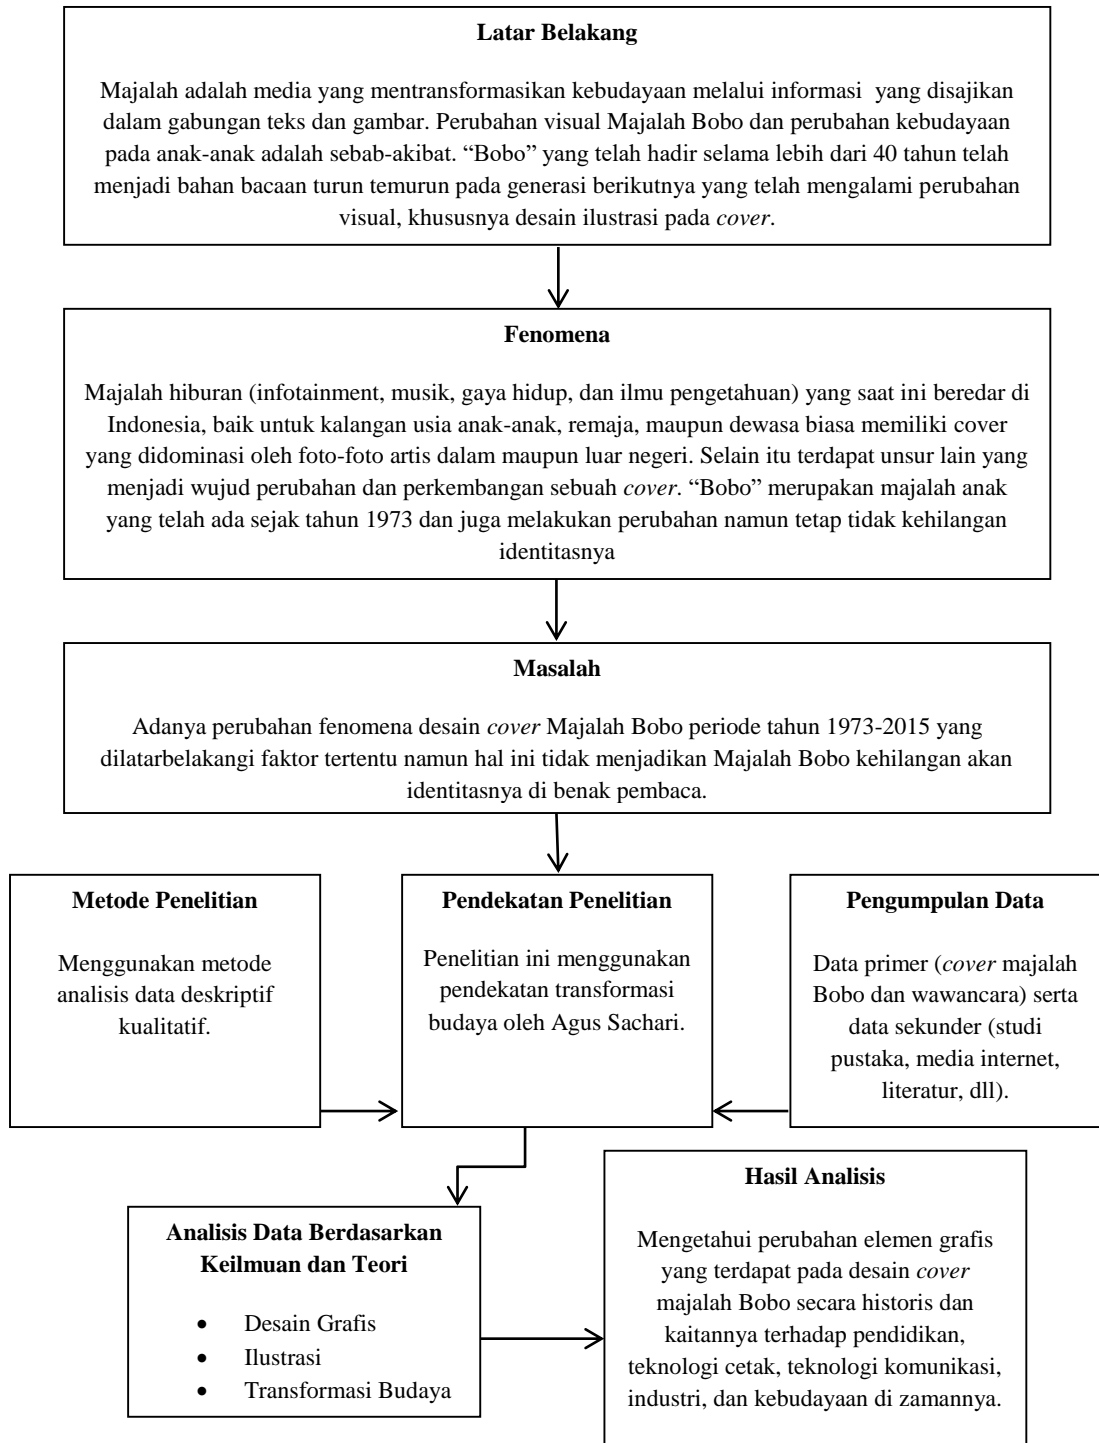 Latar Belakang
Majalah adalah media yang mentransformasikan kebudayaan melalui informasi  yang disajikan
dalam gabungan teks dan gambar. Perubahan visual Majalah Bobo dan perubahan kebudayaan
pada anak-anak adalah sebab-akibat. “Bobo” yang telah hadir selama lebih dari 40 tahun telah
menjadi bahan bacaan turun temurun pada generasi berikutnya yang telah mengalami perubahan
visual, khususnya desain ilustrasi pada cover.
Fenomena
Majalah hiburan (infotainment, musik, gaya hidup, dan ilmu pengetahuan) yang saat ini beredar di
Indonesia, baik untuk kalangan usia anak-anak, remaja, maupun dewasa biasa memiliki cover
yang didominasi oleh foto-foto artis dalam maupun luar negeri. Selain itu terdapat unsur lain yang
menjadi wujud perubahan dan perkembangan sebuah cover. “Bobo” merupakan majalah anak
yang telah ada sejak tahun 1973 dan juga melakukan perubahan namun tetap tidak kehilangan
identitasnya
Masalah
Adanya perubahan fenomena desain cover Majalah Bobo periode tahun 1973-2015 yang
dilatarbelakangi faktor tertentu namun hal ini tidak menjadikan Majalah Bobo kehilangan akan
identitasnya di benak pembaca.
Metode Penelitian
Menggunakan metode
analisis data deskriptif
kualitatif.
Pendekatan Penelitian
Penelitian ini menggunakan
pendekatan transformasi
budaya oleh Agus Sachari.
Pengumpulan Data
Data primer (cover majalah
Bobo dan wawancara) serta
data sekunder (studi
pustaka, media internet,
literatur, dll).
Analisis Data Berdasarkan
Keilmuan dan Teori
• Desain Grafis
• Ilustrasi
• Transformasi Budaya
Hasil Analisis
Mengetahui perubahan elemen grafis
yang terdapat pada desain cover
majalah Bobo secara historis dan
kaitannya terhadap pendidikan,
teknologi cetak, teknologi komunikasi,
industri, dan kebudayaan di zamannya.